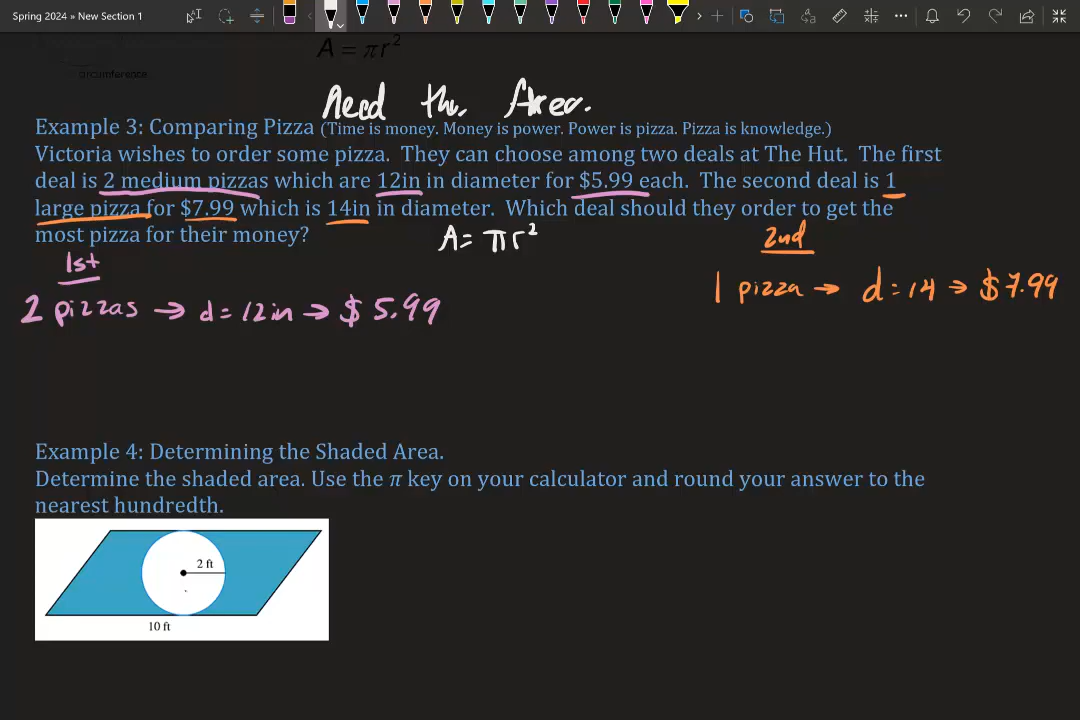 Spring 2024 » New Section 1
A = πr²
circumference
Need the Area.
Example 3: Comparing Pizza (Time is money. Money is power. Power is pizza. Pizza is knowledge.)
Victoria wishes to order some pizza. They can choose among two deals at The Hut. The first
deal is 2 medium pizzas which are 12in in diameter for $5.99 each. The second deal is 1
large pizza for $7.99 which is 14in in diameter. Which deal should they order to get the
most pizza for their money?
A = πr²
2nd
1st
1 pizza → d = 14 → $7.99
2 pizzas → d = 12in → $5.99
Example 4: Determining the Shaded Area.
Determine the shaded area. Use the π key on your calculator and round your answer to the
nearest hundredth.
2 ft
10 ft